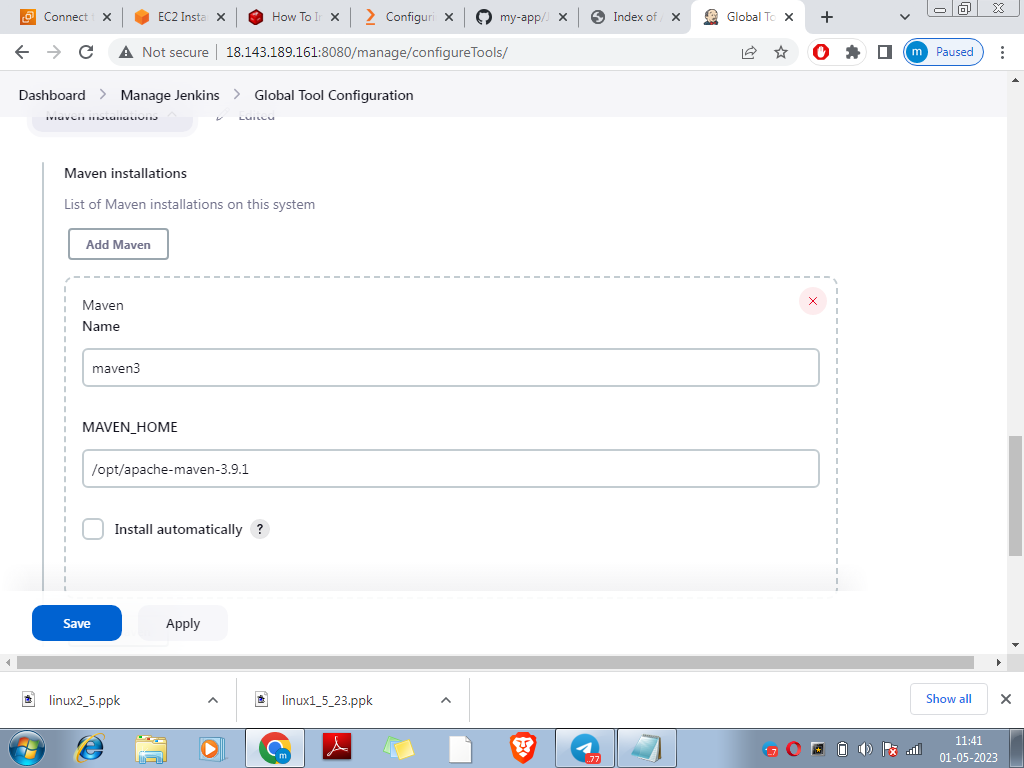 Connect
EC2 Insta
How To I
Configuri
my-app/
Index of
Global To
Not secure
18.143.189.161:8080/manage/configureTools/
m Paused
Dashboard > Manage Jenkins > Global Tool Configuration
Maven installations
Edited
Maven installations
List of Maven installations on this system
Add Maven
Maven
Name
maven3
MAVEN_HOME
/opt/apache-maven-3.9.1
Install automatically ?
Save
Apply
linux2_5.ppk
linux1_5_23.ppk
Show all
m
77
11:41
01-05-2023